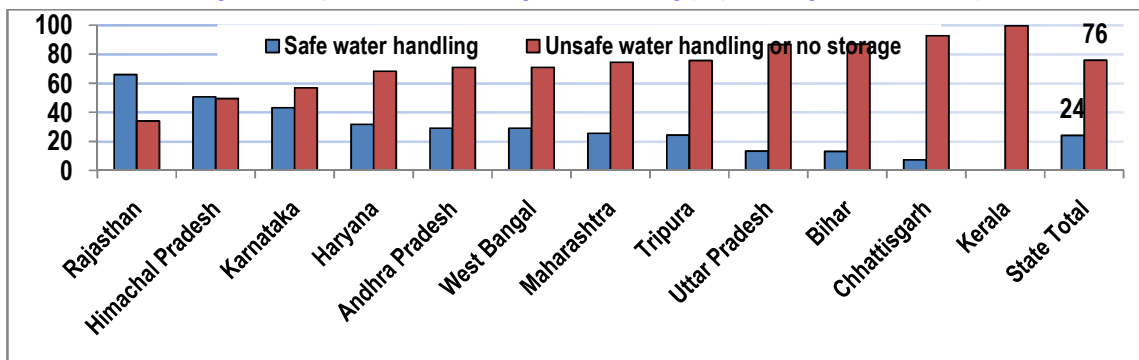 100
80
60
40
20
0
Safe water handling
Unsafe water handling or no storage
76
24
Rajasthan
Himachal Pradesh
Karnataka
Haryana
Andhra Pradesh
West Bangal
Maharashtra
Tripura
Uttar Pradesh
Bihar
Chhattisgarh
Kerala
State Total